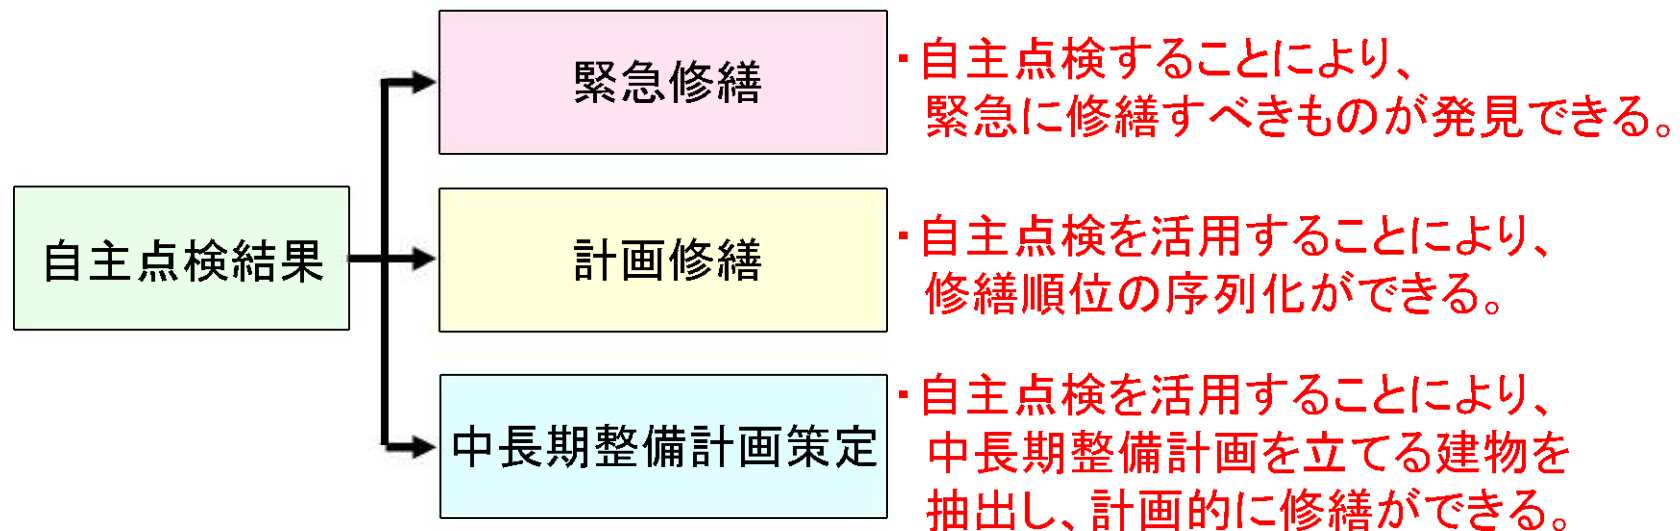 自主点検結果
緊急修繕
・自主点検することにより、
緊急に修繕すべきものが発見できる。
計画修繕
・自主点検を活用することにより、
修繕順位の序列化ができる。
中長期整備計画策定
・自主点検を活用することにより、
中長期整備計画を立てる建物を
抽出し、計画的に修繕ができる。